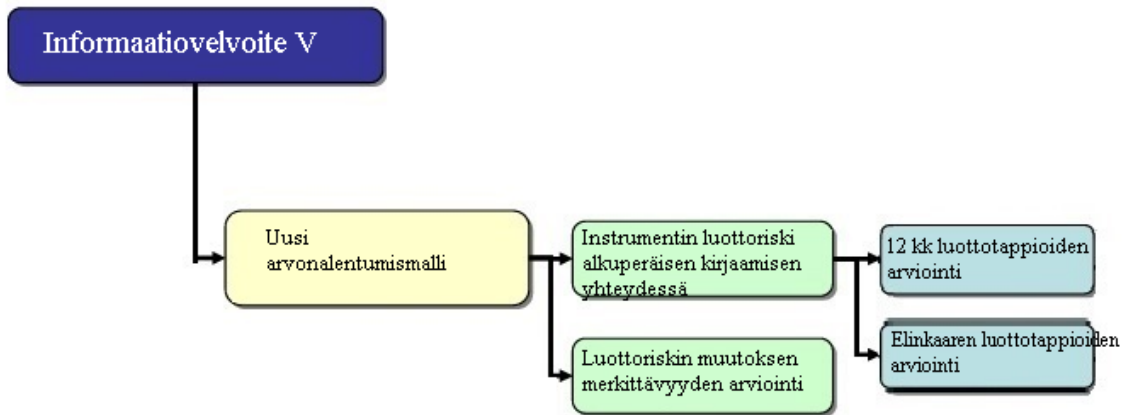 Informaatiovelvoite V
Uusi
arvonalentumismalli
Instrumentin luottoriski
alkuperäisen kirjaamisen
yhteydessä
12 kk luottotappioiden
arviointi
Luottoriskin muutoksen
merkittävyyden arviointi
Elinkaaren luottotappioiden
arviointi